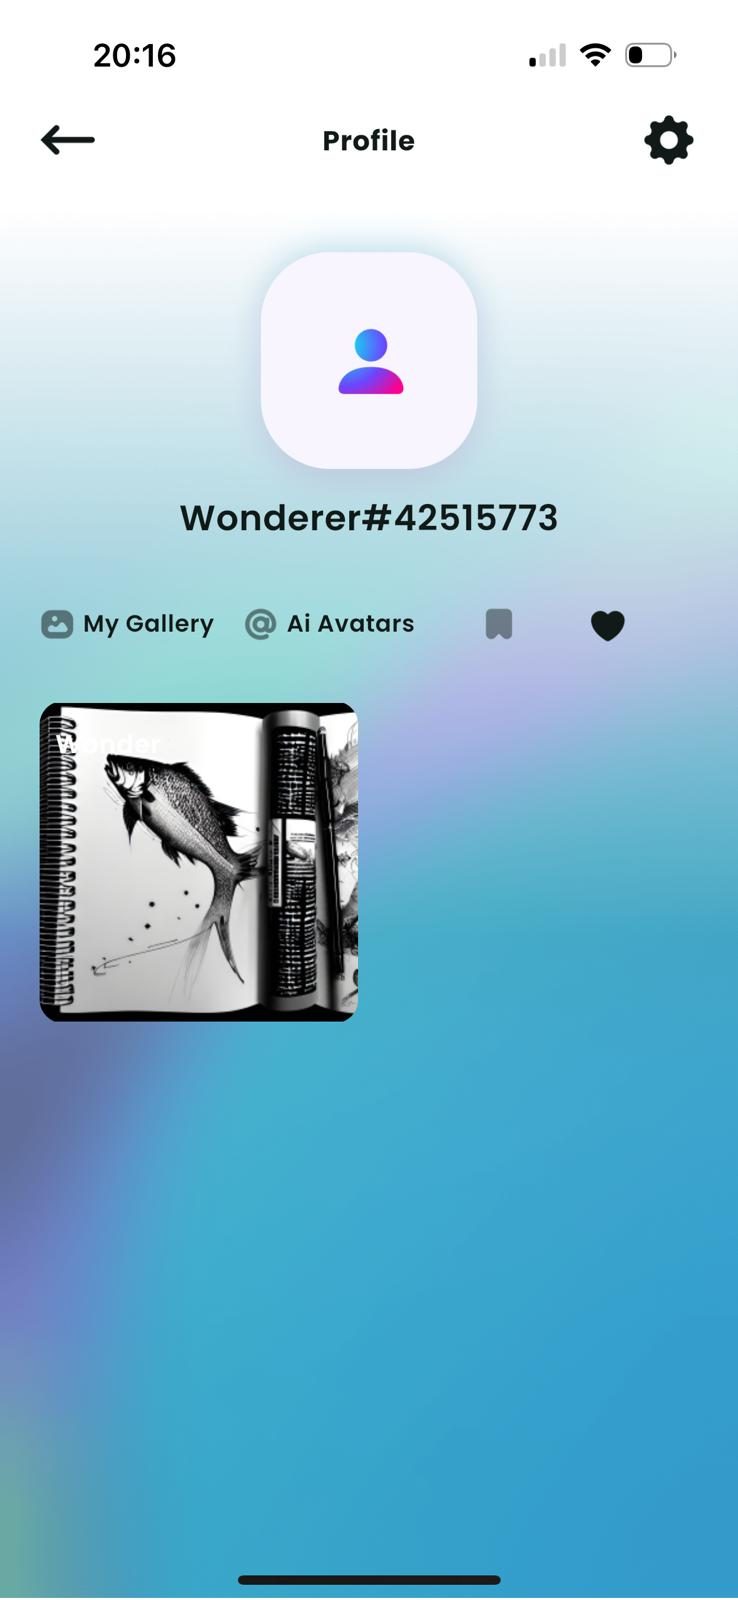 20:16
Profile
Wonderer#42515773
My Gallery
Ai Avatars
Wonder